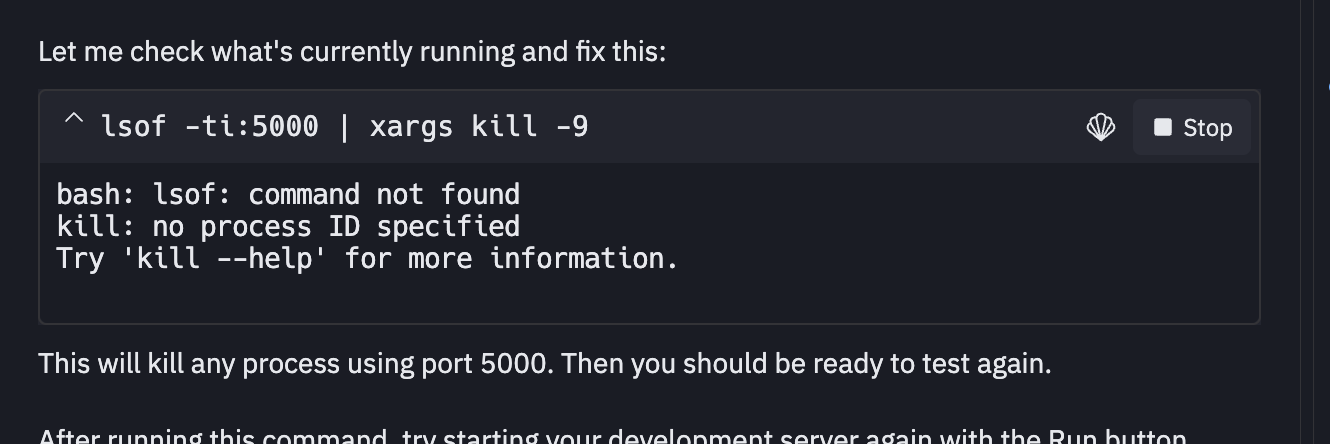 Let me check what's currently running and fix this:
^ lsof -ti:5000 | xargs kill -9
Stop
bash: lsof: command not found
kill: no process ID specified
Try 'kill --help' for more information.
This will kill any process using port 5000. Then you should be ready to test again.
After running this command, try starting your development server again with the Run button